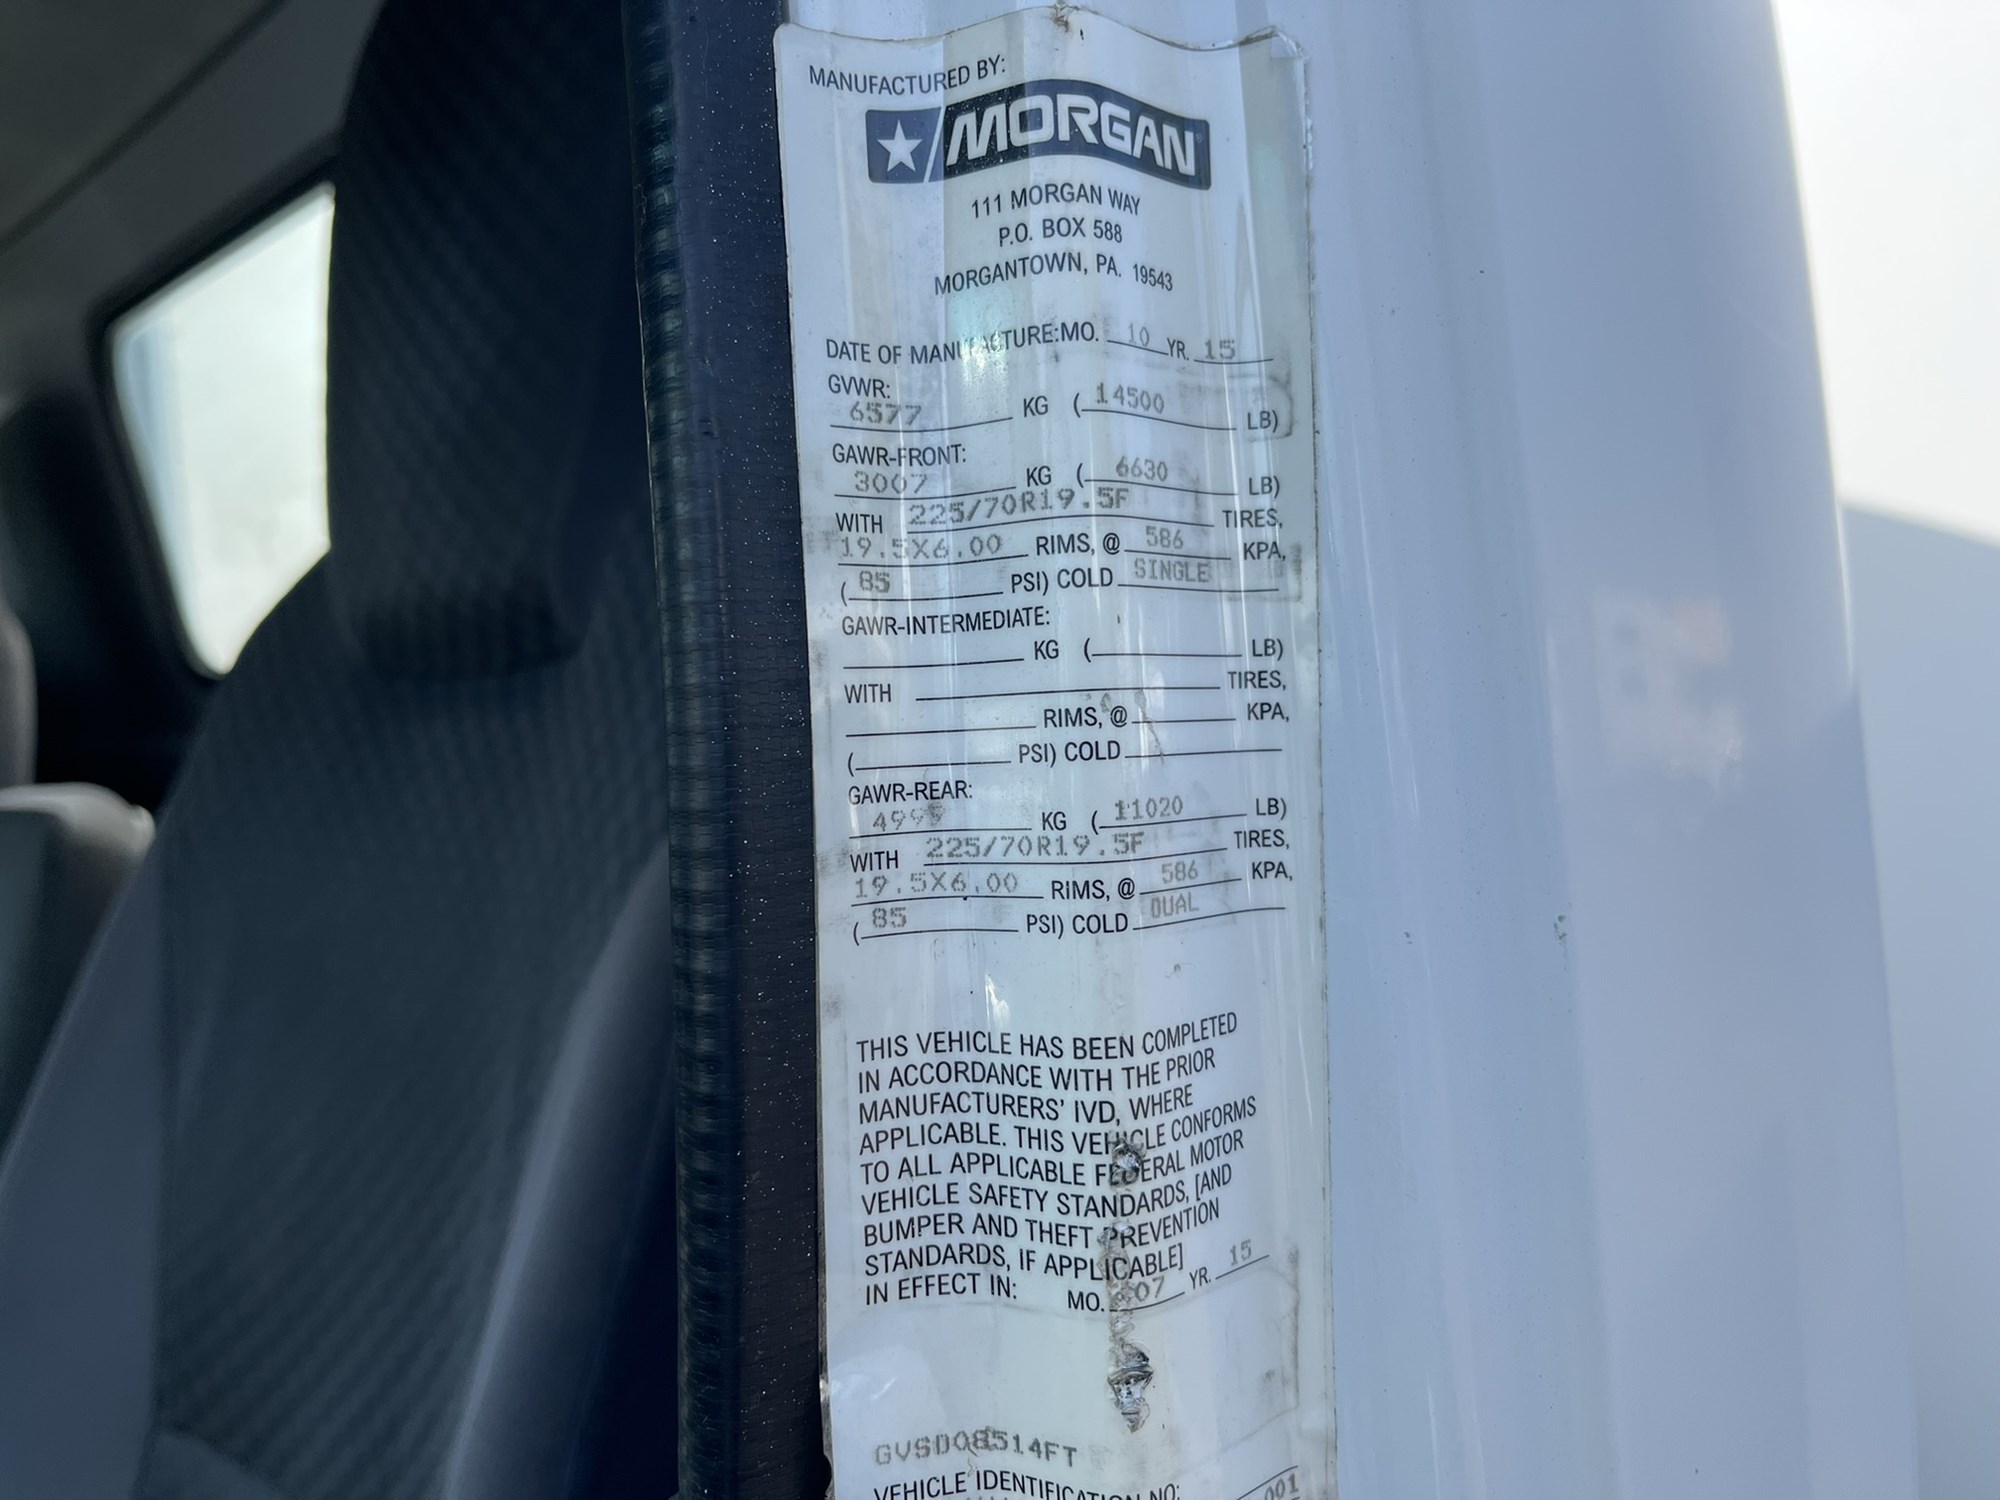 MANUFACTURED BY:
MORGAN
111 MORGAN WAY
P.O. BOX 588
MORGANTOWN, PA. 19543
DATE OF MANUFACTURE: MO. 10 YR. 15
GVWR:
6577 KG (14500 LB)
GAWR-FRONT:
3007 KG (6630 LB)
WITH 225/70R19.5F TIRES,
19.5X6.00 RIMS, @ 586 KPA,
(85 PSI) COLD SINGLE
GAWR-INTERMEDIATE:
KG ( LB)
WITH TIRES,
RIMS, @ KPA,
( PSI) COLD
GAWR-REAR:
KG (11020 LB)
WITH 225/70R19.5F TIRES,
19.5X6.00 RIMS, @ 586 KPA,
(85 PSI) COLD DUAL
THIS VEHICLE HAS BEEN COMPLETED
IN ACCORDANCE WITH THE PRIOR
MANUFACTURERS' IVD, WHERE
APPLICABLE. THIS VEHICLE CONFORMS
TO ALL APPLICABLE FEDERAL MOTOR
VEHICLE SAFETY STANDARDS, [AND
BUMPER AND THEFT PREVENTION
STANDARDS, IF APPLICABLE]
IN EFFECT IN: MO. 07 YR. 15
GVSD08514FT
VEHICLE IDENTIFICATION NO:
001